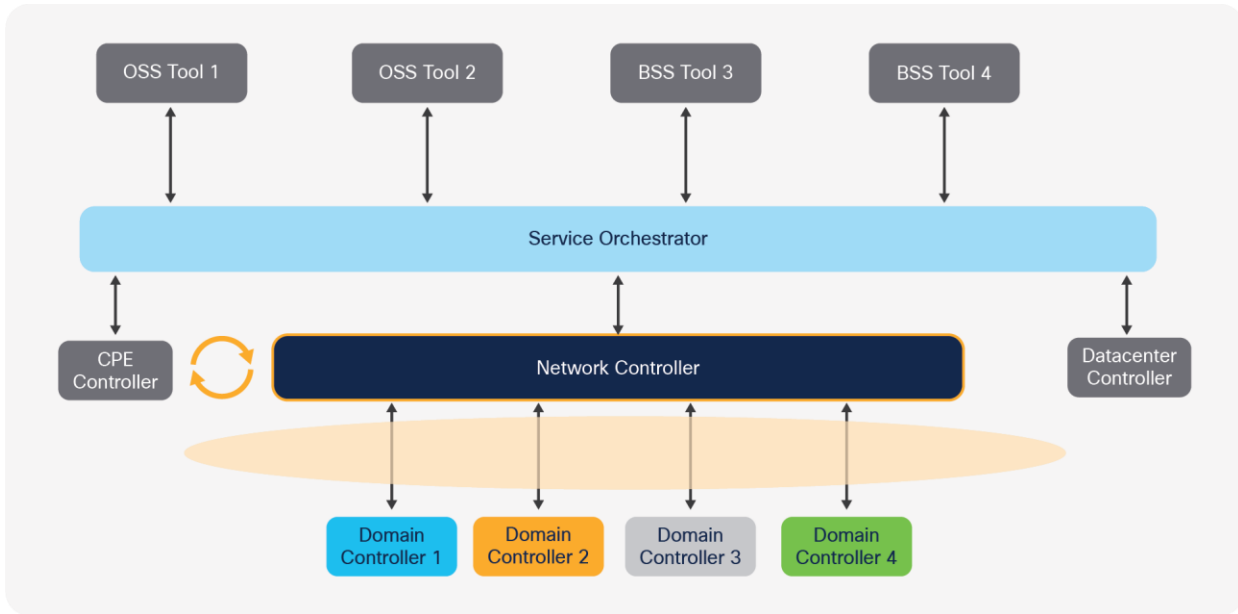 OSS Tool 1
OSS Tool 2
BSS Tool 3
BSS Tool 4
Service Orchestrator
CPE
Controller
Network Controller
Datacenter
Controller
Domain
Controller 1
Domain
Controller 2
Domain
Controller 3
Domain
Controller 4